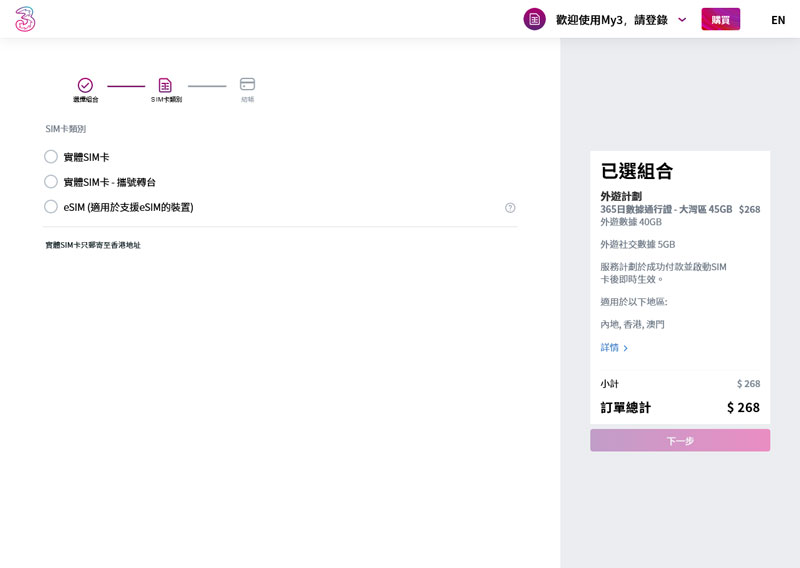 歡迎使用My3，請登錄
購買
EN
選擇組合
SIM卡類別
結帳
SIM卡類別
實體SIM卡
實體SIM卡 - 攜號轉台
eSIM (適用於支援eSIM的裝置)
實體SIM卡只郵寄至香港地址
已選組合
外遊計劃
365日數據通行證 - 大灣區 45GB $268
外遊數據 40GB
外遊社交數據 5GB
服務計劃於成功付款並啟動SIM
卡後即時生效。
適用於以下地區:
內地, 香港, 澳門
詳情
小計 $ 268
訂單總計 $ 268
下一步